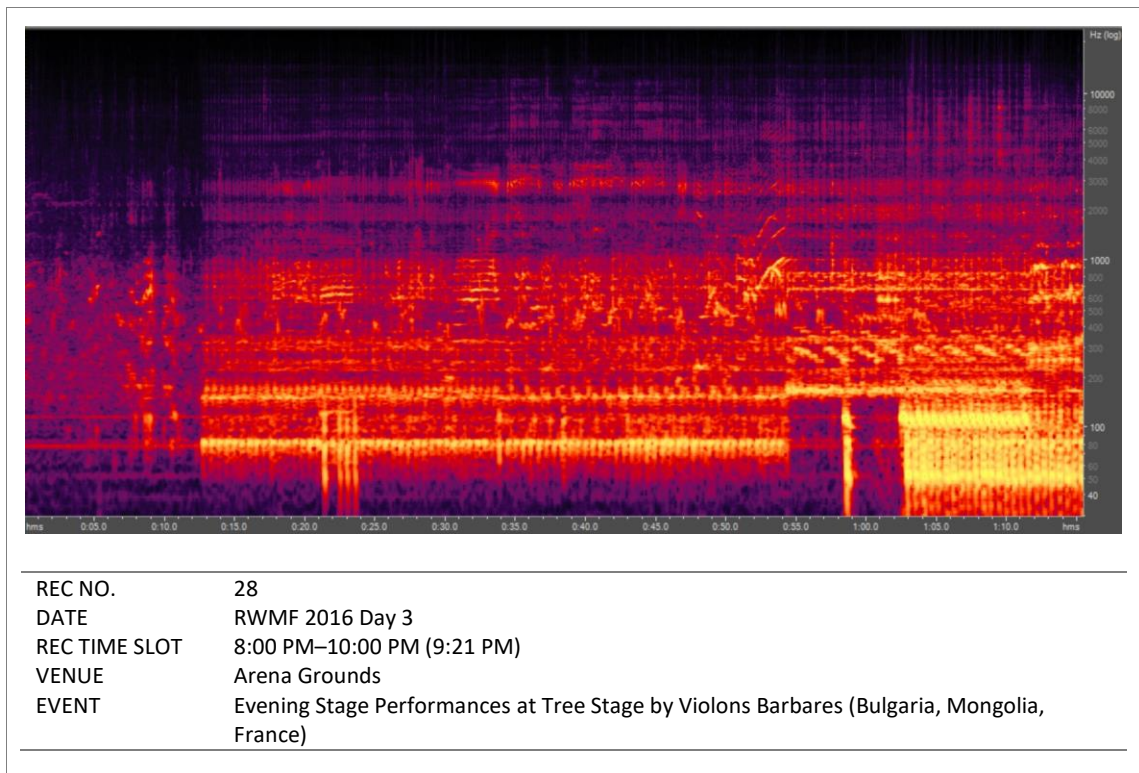 Hz (log)
10000
8000
6000
5000
4000
3000
2000
1000
800
600
500
400
300
200
100
80
60
50
40
hms 0:05.0 0:10.0 0:15.0 0:20.0 0:25.0 0:30.0 0:35.0 0:40.0 0:45.0 0:50.0 0:55.0 1:00.0 1:05.0 1:10.0 hms
REC NO. 28
DATE RWMF 2016 Day 3
REC TIME SLOT 8:00 PM–10:00 PM (9:21 PM)
VENUE Arena Grounds
EVENT Evening Stage Performances at Tree Stage by Violons Barbares (Bulgaria, Mongolia,
France)